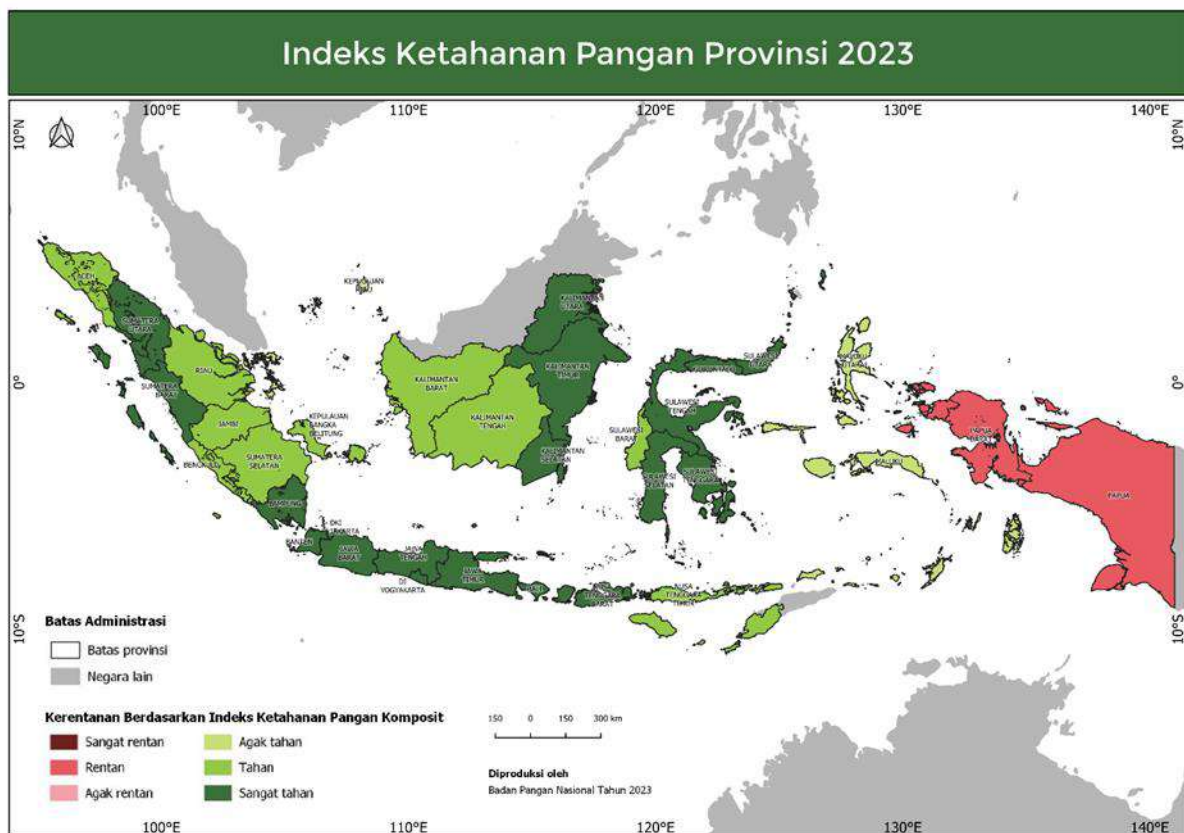 Indeks Ketahanan Pangan Provinsi 2023
100°E
110°E
120°E
130°E
140°E
10°N
10°N
0°
0°
10°S
10°S
ACEH
SUMATERA
UTARA
SUMATERA
BARAT
RIAU
KEPULAUAN
RIAU
JAMBI
KEPULAUAN
BANGKA
BELITUNG
BENGKULU
SUMATERA
SELATAN
LAMPUNG
DKI
JAKARTA
BANTEN
JAWA
BARAT
JAWA
TENGAH
DI
YOGYAKARTA
JAWA
TIMUR
TENGGARA
BARAT
NUSA
TENGGARA
TIMUR
KALIMANTAN
BARAT
KALIMANTAN
TENGAH
KALIMANTAN
SELATAN
KALIMANTAN
TIMUR
KALIMANTAN
UTARA
SULAWESI
UTARA
GORONTALO
SULAWESI
TENGAH
SULAWESI
BARAT
SULAWESI
SELATAN
SULAWESI
TENGGARA
MALUKU
UTARA
MALUKU
PAPUA
BARAT
PAPUA
Batas Administrasi
Batas provinsi
Negara lain
Kerentanan Berdasarkan Indeks Ketahanan Pangan Komposit
Sangat rentan
Rentan
Agak rentan
Agak tahan
Tahan
Sangat tahan
150 0 150 300 km
Diproduksi oleh
Badan Pangan Nasional Tahun 2023
100°E
110°E
120°E
130°E
140°E